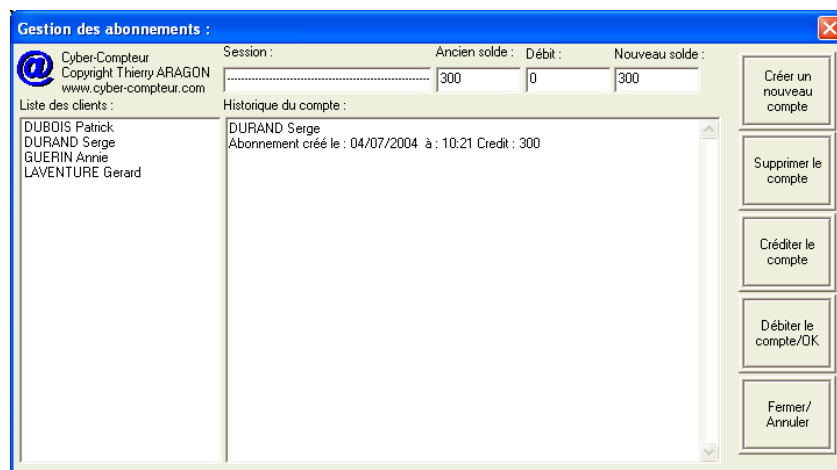 Gestion des abonnements :
@
Cyber-Compteur
Copyright Thierry ARAGON
www.cyber-compteur.com
Session :
Ancien solde :
Débit :
Nouveau solde :
--------------------------------------------------------
300
0
300
Liste des clients :
DUBOIS Patrick
DURAND Serge
GUERIN Annie
LAVENTURE Gerard
Historique du compte :
DURAND Serge
Abonnement créé le : 04/07/2004 à : 10:21 Credit : 300
Créer un
nouveau
compte
Supprimer le
compte
Créditer le
compte
Débiter le
compte/OK
Fermer/
Annuler